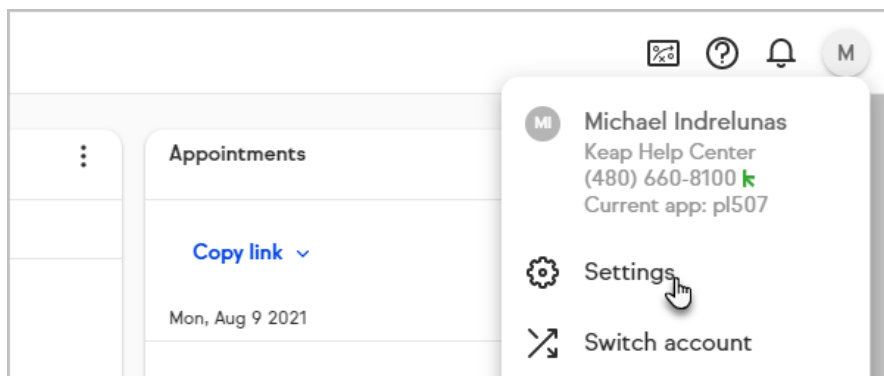 M
Appointments
Copy link
Mon, Aug 9 2021
MI
Michael Indrelunas
Keap Help Center
(480) 660-8100
Current app: pl507
Settings
Switch account